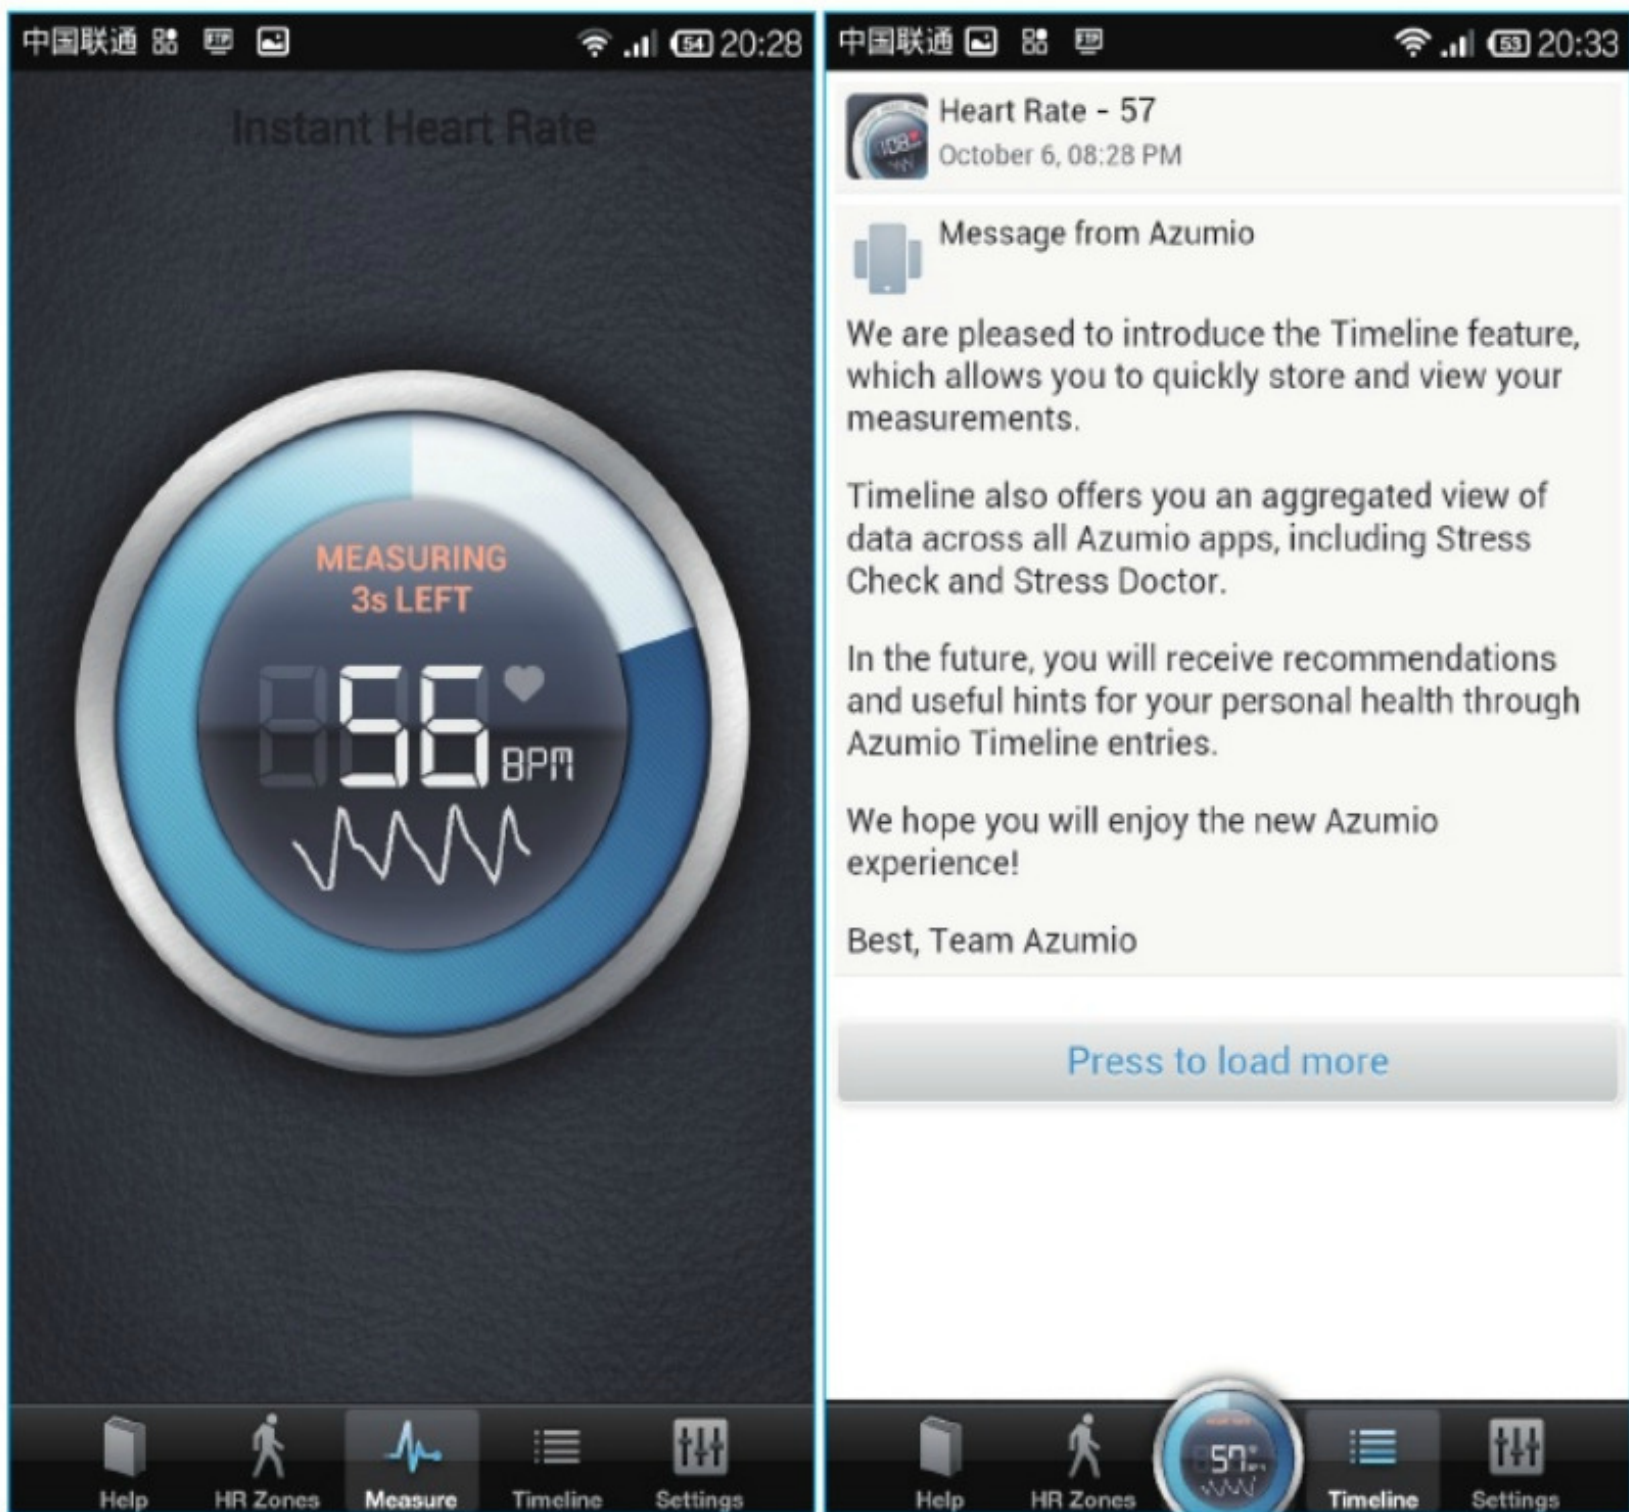 中国联通 FTP 54 20:28
Instant Heart Rate
MEASURING
3s LEFT
56 BPM
Help HR Zones Measure Timeline Settings
中国联通 FTP 53 20:33
Heart Rate - 57
October 6, 08:28 PM
108
Message from Azumio
We are pleased to introduce the Timeline feature,
which allows you to quickly store and view your
measurements.
Timeline also offers you an aggregated view of
data across all Azumio apps, including Stress
Check and Stress Doctor.
In the future, you will receive recommendations
and useful hints for your personal health through
Azumio Timeline entries.
We hope you will enjoy the new Azumio
experience!
Best, Team Azumio
Press to load more
57
Help HR Zones Timeline Settings